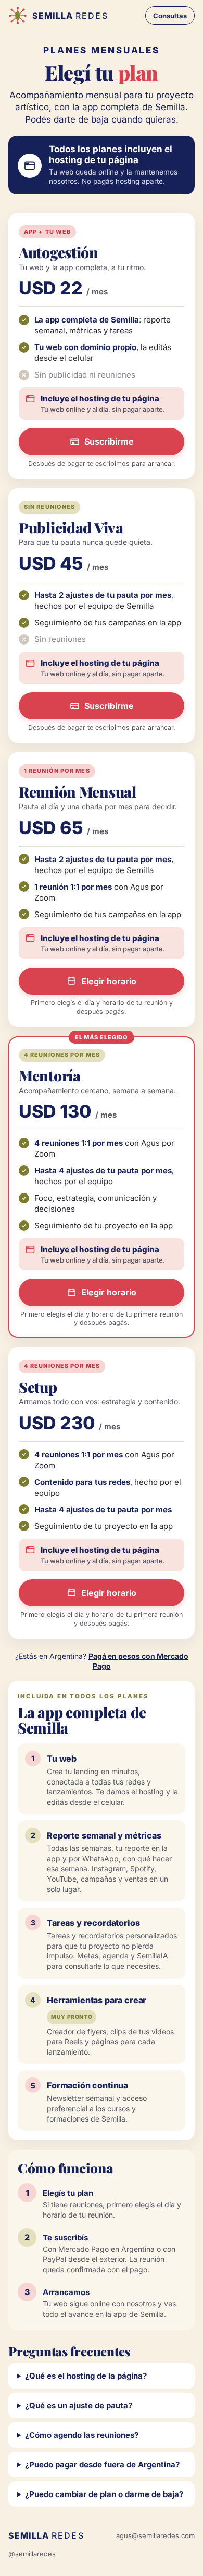 SEMILLA REDES
Consultas
PLANES MENSUALES
Elegí tu plan
Acompañamiento mensual para tu proyecto
artístico, con la app completa de Semilla.
Podés darte de baja cuando quieras.
Todos los planes incluyen el
hosting de tu página
Tu web queda online y la mantenemos
nosotros. No pagás hosting aparte.
APP + TU WEB
Autogestión
Tu web y la app completa, a tu ritmo.
USD 22 / mes
La app completa de Semilla: reporte
semanal, métricas y tareas
Tu web con dominio propio, la editás
desde el celular
Sin publicidad ni reuniones
Incluye el hosting de tu página
Tu web online y al día, sin pagar aparte.
Suscribirme
Después de pagar te escribimos para arrancar.
SIN REUNIONES
Publicidad Viva
Para que tu pauta nunca quede quieta.
USD 45 / mes
Hasta 2 ajustes de tu pauta por mes,
hechos por el equipo de Semilla
Seguimiento de tus campañas en la app
Sin reuniones
Incluye el hosting de tu página
Tu web online y al día, sin pagar aparte.
Suscribirme
Después de pagar te escribimos para arrancar.
1 REUNIÓN POR MES
Reunión Mensual
Pauta al día y una charla por mes para decidir.
USD 65 / mes
Hasta 2 ajustes de tu pauta por mes,
hechos por el equipo de Semilla
1 reunión 1:1 por mes con Agus por
Zoom
Seguimiento de tus campañas en la app
Incluye el hosting de tu página
Tu web online y al día, sin pagar aparte.
Elegir horario
Primero elegís el día y horario de tu reunión y
después pagás.
EL MÁS ELEGIDO
4 REUNIONES POR MES
Mentoría
Acompañamiento cercano, semana a semana.
USD 130 / mes
4 reuniones 1:1 por mes con Agus por
Zoom
Hasta 4 ajustes de tu pauta por mes,
hechos por el equipo
Foco, estrategia, comunicación y
decisiones
Seguimiento de tu proyecto en la app
Incluye el hosting de tu página
Tu web online y al día, sin pagar aparte.
Elegir horario
Primero elegís el día y horario de tu primera reunión
y después pagás.
4 REUNIONES POR MES
Setup
Armamos todo con vos: estrategia y contenido.
USD 230 / mes
4 reuniones 1:1 por mes con Agus por
Zoom
Contenido para tus redes, hecho por el
equipo
Hasta 4 ajustes de tu pauta por mes
Seguimiento de tu proyecto en la app
Incluye el hosting de tu página
Tu web online y al día, sin pagar aparte.
Elegir horario
Primero elegís el día y horario de tu primera reunión
y después pagás.
¿Estás en Argentina? Pagá en pesos con Mercado
Pago
INCLUIDA EN TODOS LOS PLANES
La app completa de
Semilla
1 Tu web
Creá tu landing en minutos,
conectada a todas tus redes y
lanzamientos. Te damos el hosting y la
editás desde el celular.
2 Reporte semanal y métricas
Todas las semanas, tu reporte en la
app y por WhatsApp, con qué hacer
esa semana. Instagram, Spotify,
YouTube, campañas y ventas en un
solo lugar.
3 Tareas y recordatorios
Tareas y recordatorios personalizados
para que tu proyecto no pierda
impulso. Metas, agenda y SemillaIA
para consultarle lo que necesites.
4 Herramientas para crear
MUY PRONTO
Creador de flyers, clips de tus videos
para Reels y páginas para cada
lanzamiento.
5 Formación continua
Newsletter semanal y acceso
preferencial a los cursos y
formaciones de Semilla.
Cómo funciona
1 Elegís tu plan
Si tiene reuniones, primero elegís el día y
horario de tu reunión.
2 Te suscribís
Con Mercado Pago en Argentina o con
PayPal desde el exterior. La reunión
queda confirmada con el pago.
3 Arrancamos
Tu web sigue online con nosotros y ves
todo el avance en la app de Semilla.
Preguntas frecuentes
¿Qué es el hosting de la página?
¿Qué es un ajuste de pauta?
¿Cómo agendo las reuniones?
¿Puedo pagar desde fuera de Argentina?
¿Puedo cambiar de plan o darme de baja?
SEMILLA REDES
agus@semillaredes.com
@semillaredes